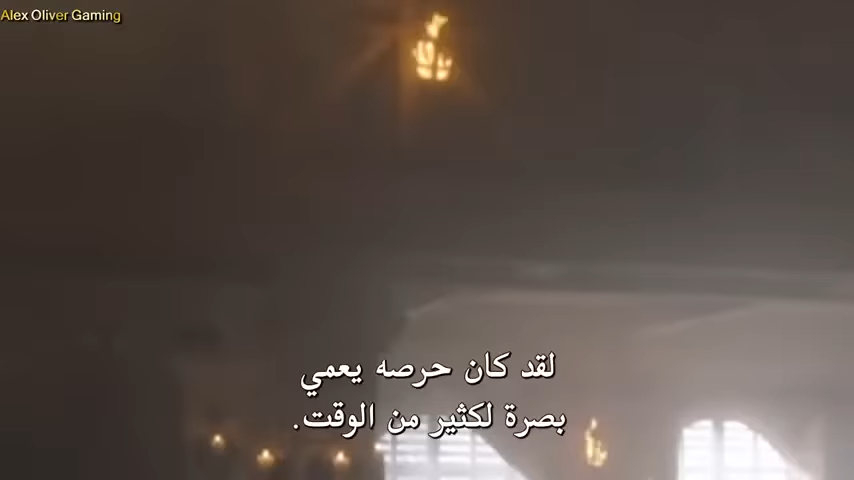 Alex Oliver Gaming
لقد كان حرصه يعمي
بصرة لكثير من الوقت.